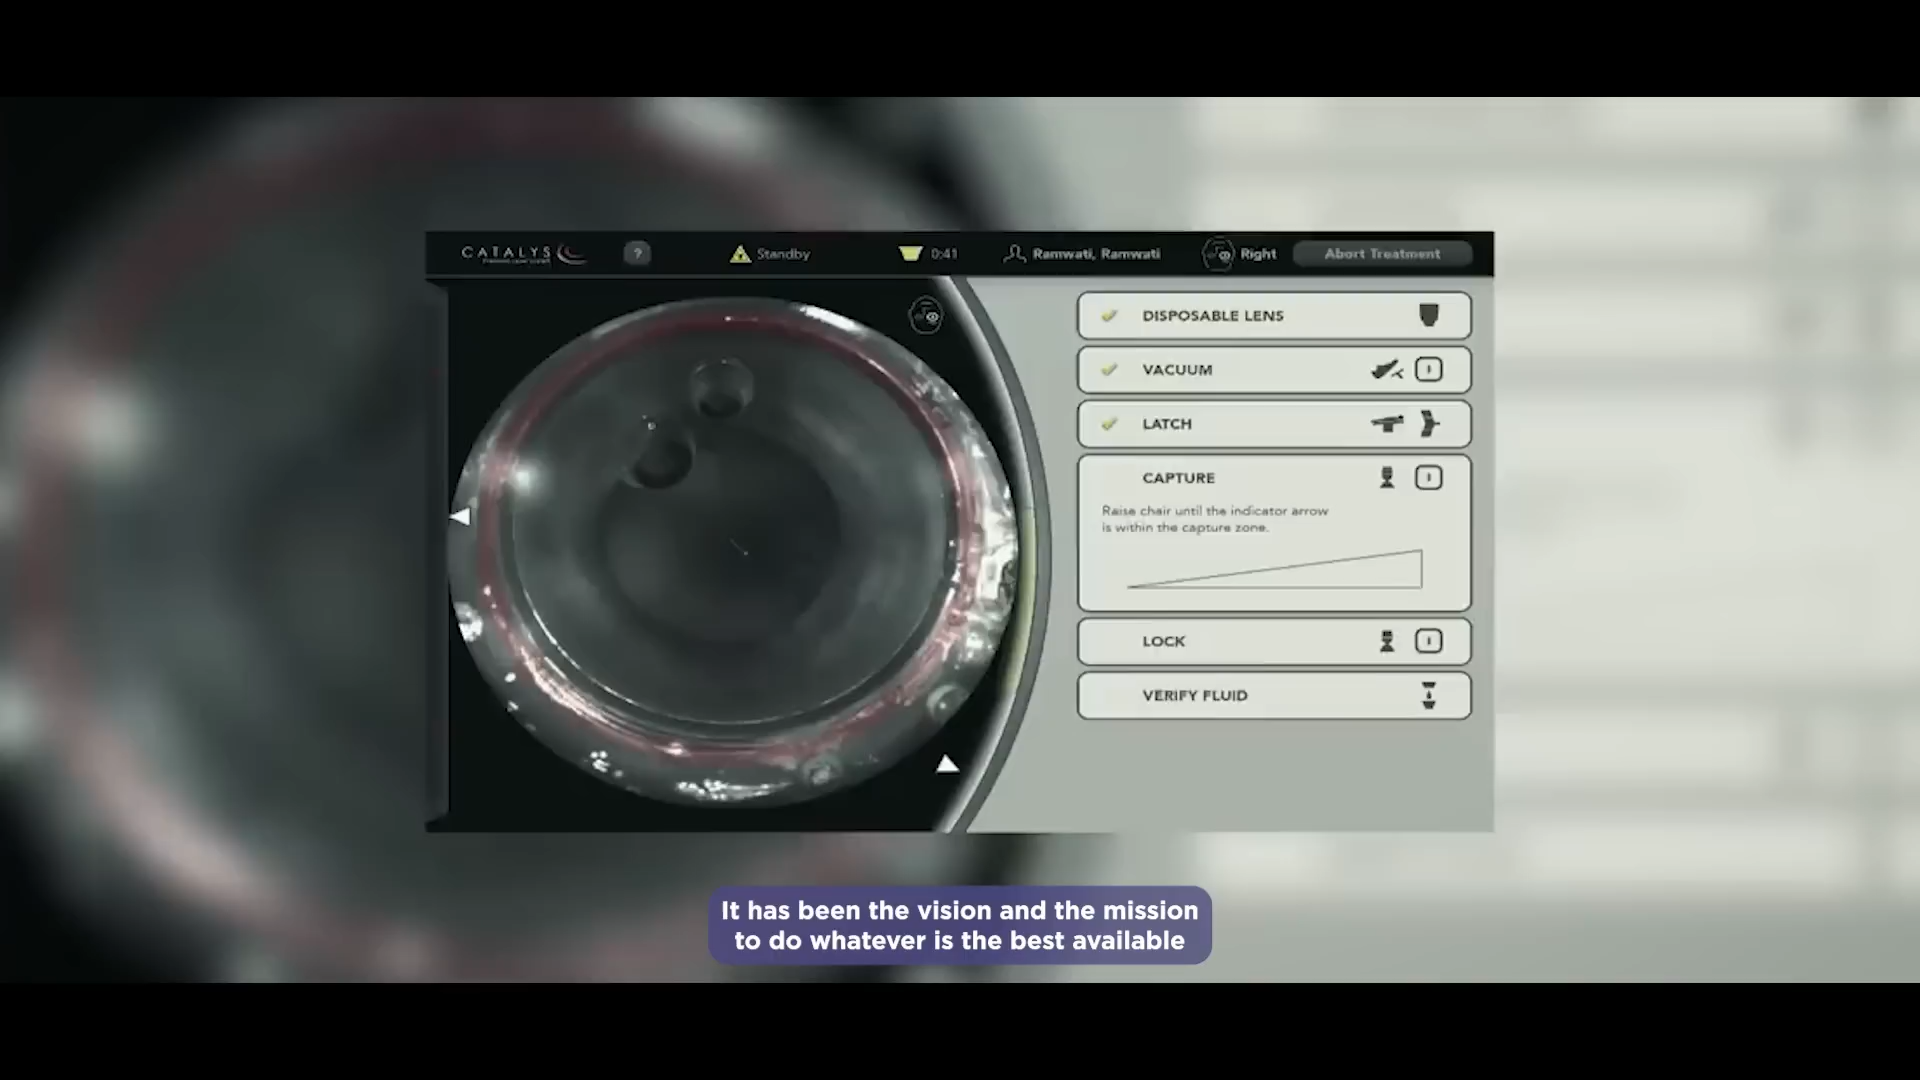 CATALYS
?
Standby
0:41
Ramwati, Ramwati
Right
Abort Treatment
DISPOSABLE LENS
VACUUM
LATCH
CAPTURE
Raise chair until the indicator arrow
is within the capture zone.
LOCK
VERIFY FLUID
It has been the vision and the mission
to do whatever is the best available